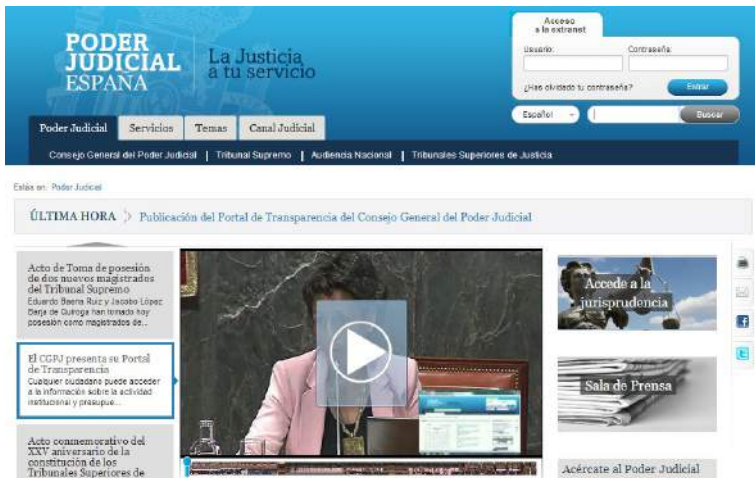 Acceso
a la extranet
Usuario:
Contraseña:
¿Has olvidado tu contraseña?
Entrar
PODER
JUDICIAL
ESPAÑA
La Justicia
a tu servicio
Español
Buscar
Poder Judicial
Servicios
Temas
Canal Judicial
Consejo General del Poder Judicial | Tribunal Supremo | Audiencia Nacional | Tribunales Superiores de Justicia
Estás en: Poder Judicial
ÚLTIMA HORA
Publicación del Portal de Transparencia del Consejo General del Poder Judicial
Acto de Toma de posesión
de dos nuevos magistrados
del Tribunal Supremo
Eduardo Baena Ruiz y Jacobo López
Barja de Quiroga han tomado hoy
posesión como magistrados de...
El CGPJ presenta su Portal
de Transparencia
Cualquier ciudadano puede acceder
a la información sobre la actividad
institucional y presupue...
Acto conmemorativo del
XXV aniversario de la
constitución de los
Tribunales Superiores de
Accede a la
jurisprudencia
Sala de Prensa
Acércate al Poder Judicial